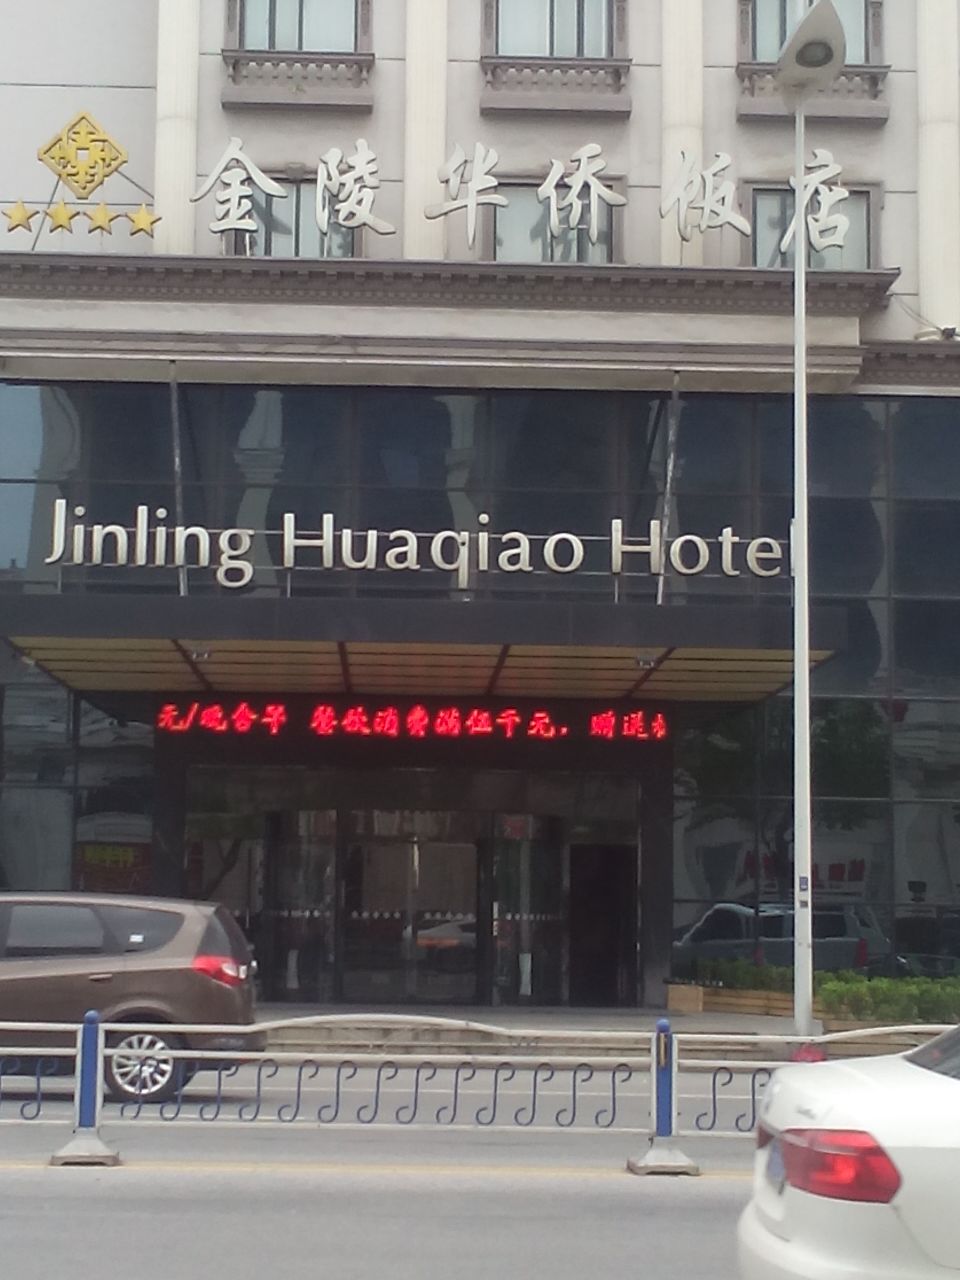 金陵华侨饭店
Jinling Huaqiao Hotel
元/晚含早 餐饮消费满伍千元，赠送